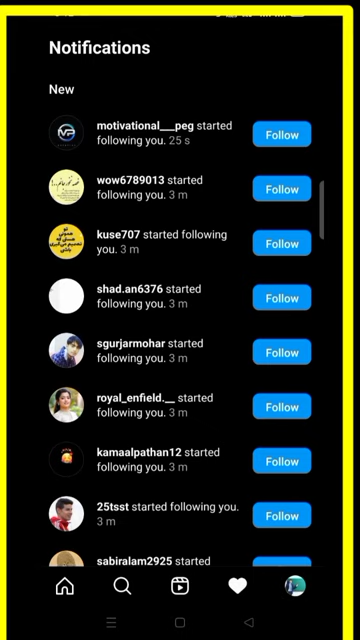 Notifications
New
motivational___peg started
following you. 25 s
Follow
wow6789013 started
following you. 3 m
Follow
kuse707 started following
you. 3 m
Follow
shad.an6376 started
following you. 3 m
Follow
sgurjarmohar started
following you. 3 m
Follow
royal_enfield.__ started
following you. 3 m
Follow
kamaalpathan12 started
following you. 3 m
Follow
25tsst started following you.
3 m
Follow
sabiralam2925 started